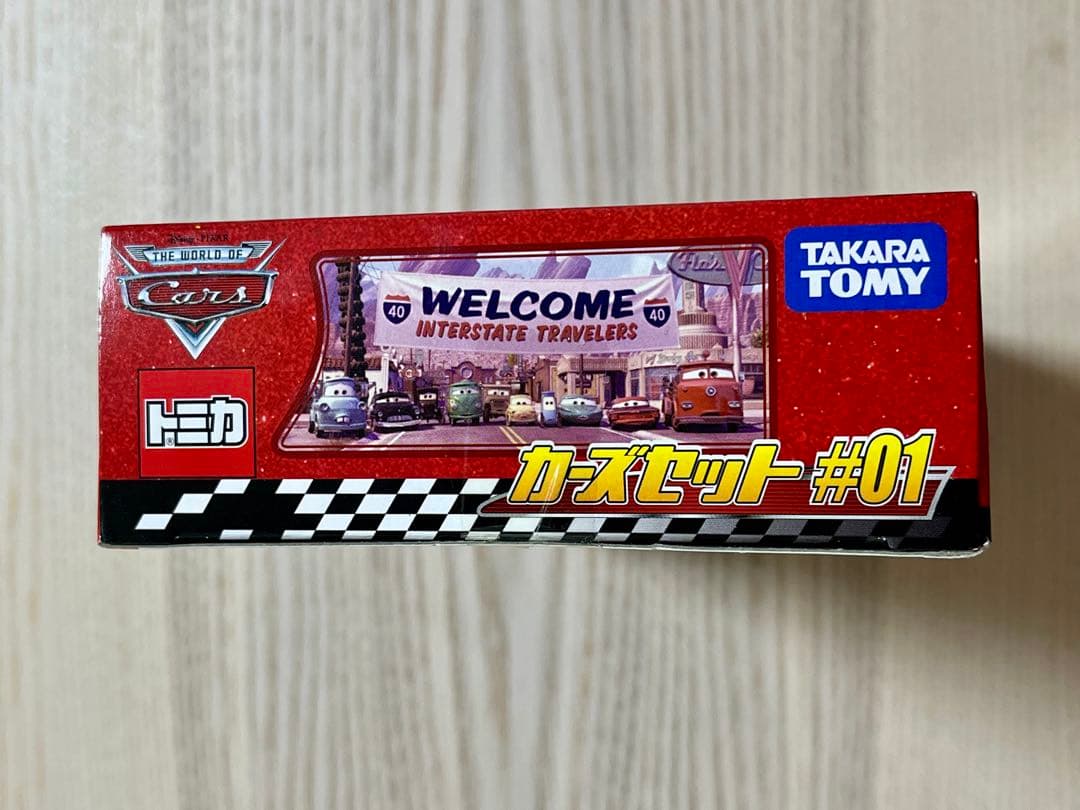 Disney·PIXAR
THE WORLD OF
Cars
トミカ
®
40 WELCOME 40
INTERSTATE TRAVELERS
TAKARA
TOMY
カーズセット #01